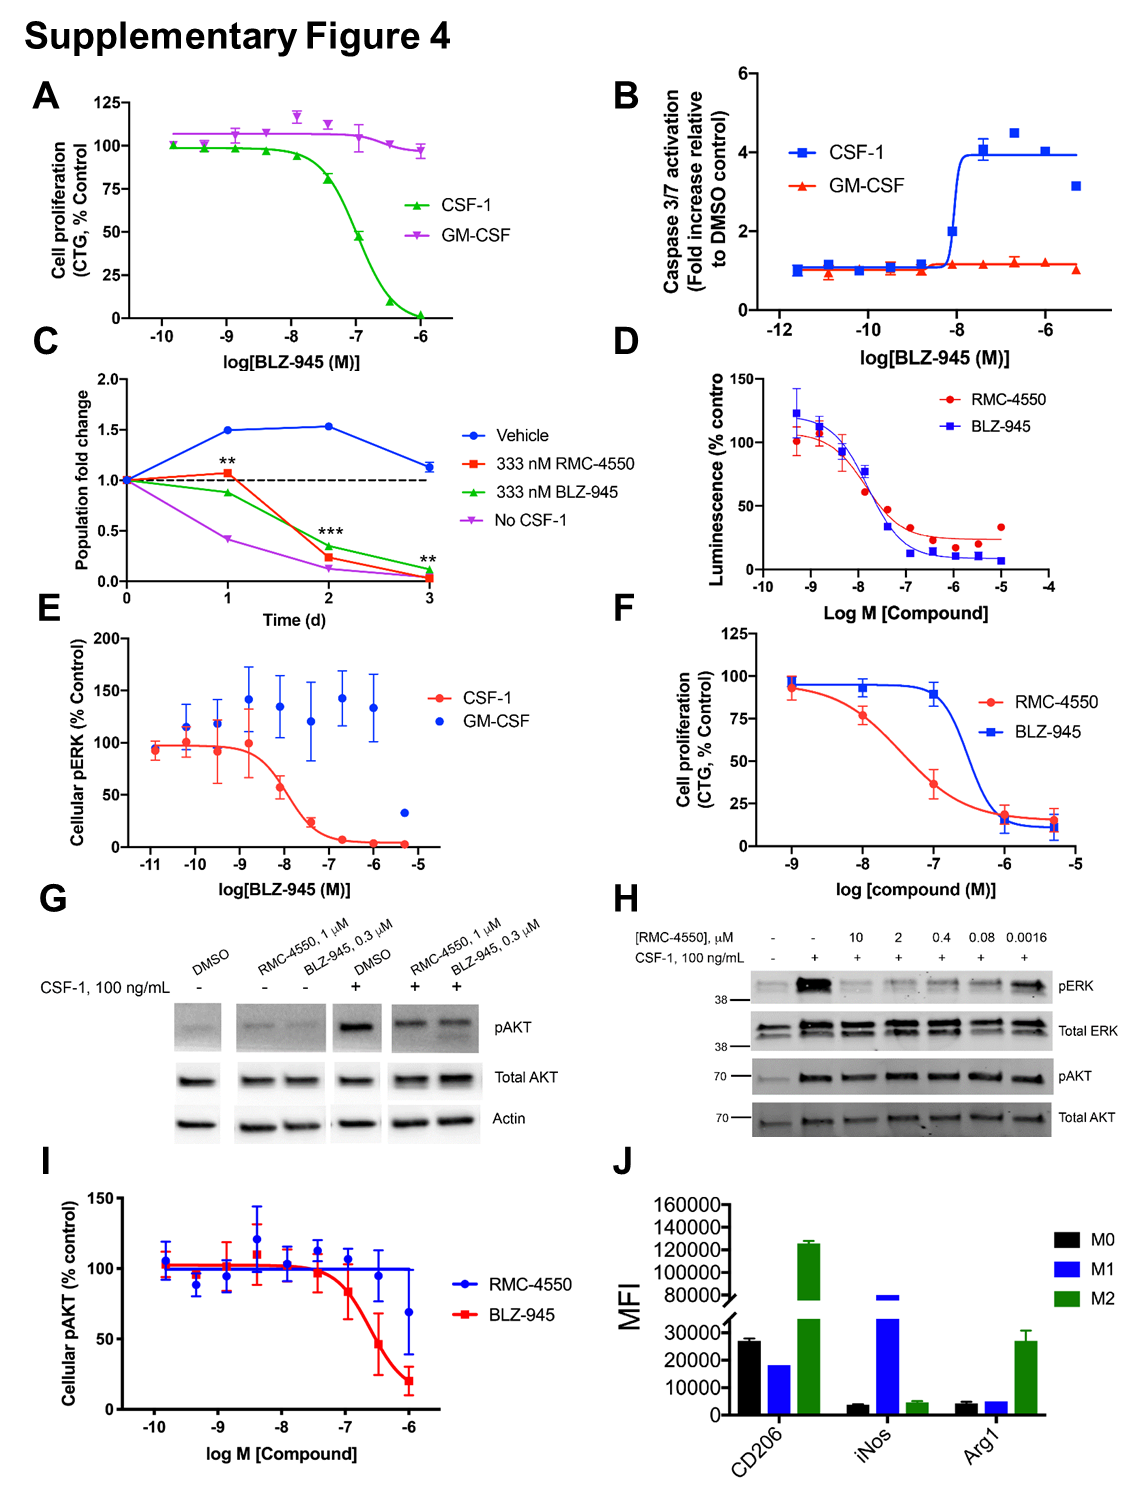 Supplementary Figure 4
A
Cell proliferation
(CTG, % Control)
125
100
75
50
25
0
-10 -9 -8 -7 -6
log[BLZ-945 (M)]
CSF-1
GM-CSF
B
Caspase 3/7 activation
(Fold increase relative
to DMSO control)
6
4
2
0
-12 -10 -8 -6
log[BLZ-945 (M)]
CSF-1
GM-CSF
C
Population fold change
2.0
1.5
1.0
0.5
0.0
0 1 2 3
Time (d)
**
***
**
Vehicle
333 nM RMC-4550
333 nM BLZ-945
No CSF-1
D
Luminescence (% contro
150
100
50
0
-10 -9 -8 -7 -6 -5 -4
Log M [Compound]
RMC-4550
BLZ-945
E
Cellular pERK (% Control)
200
150
100
50
0
-11 -10 -9 -8 -7 -6 -5
log[BLZ-945 (M)]
CSF-1
GM-CSF
F
Cell proliferation
(CTG, % Control)
125
100
75
50
25
0
-9 -8 -7 -6 -5
log [compound (M)]
RMC-4550
BLZ-945
G
DMSO RMC-4550, 1 μM BLZ-945, 0.3 μM DMSO RMC-4550, 1 μM BLZ-945, 0.3 μM
CSF-1, 100 ng/mL - - - + + +
pAKT
Total AKT
Actin
H
[RMC-4550], μM - - 10 2 0.4 0.08 0.0016
CSF-1, 100 ng/mL - + + + + + +
pERK
38
Total ERK
38
70 pAKT
70 Total AKT
I
Cellular pAKT (% control)
150
100
50
0
-10 -9 -8 -7 -6
log M [Compound]
RMC-4550
BLZ-945
J
MFI
160000
140000
120000
100000
80000
30000
20000
10000
0
CD206 iNos Arg1
M0
M1
M2